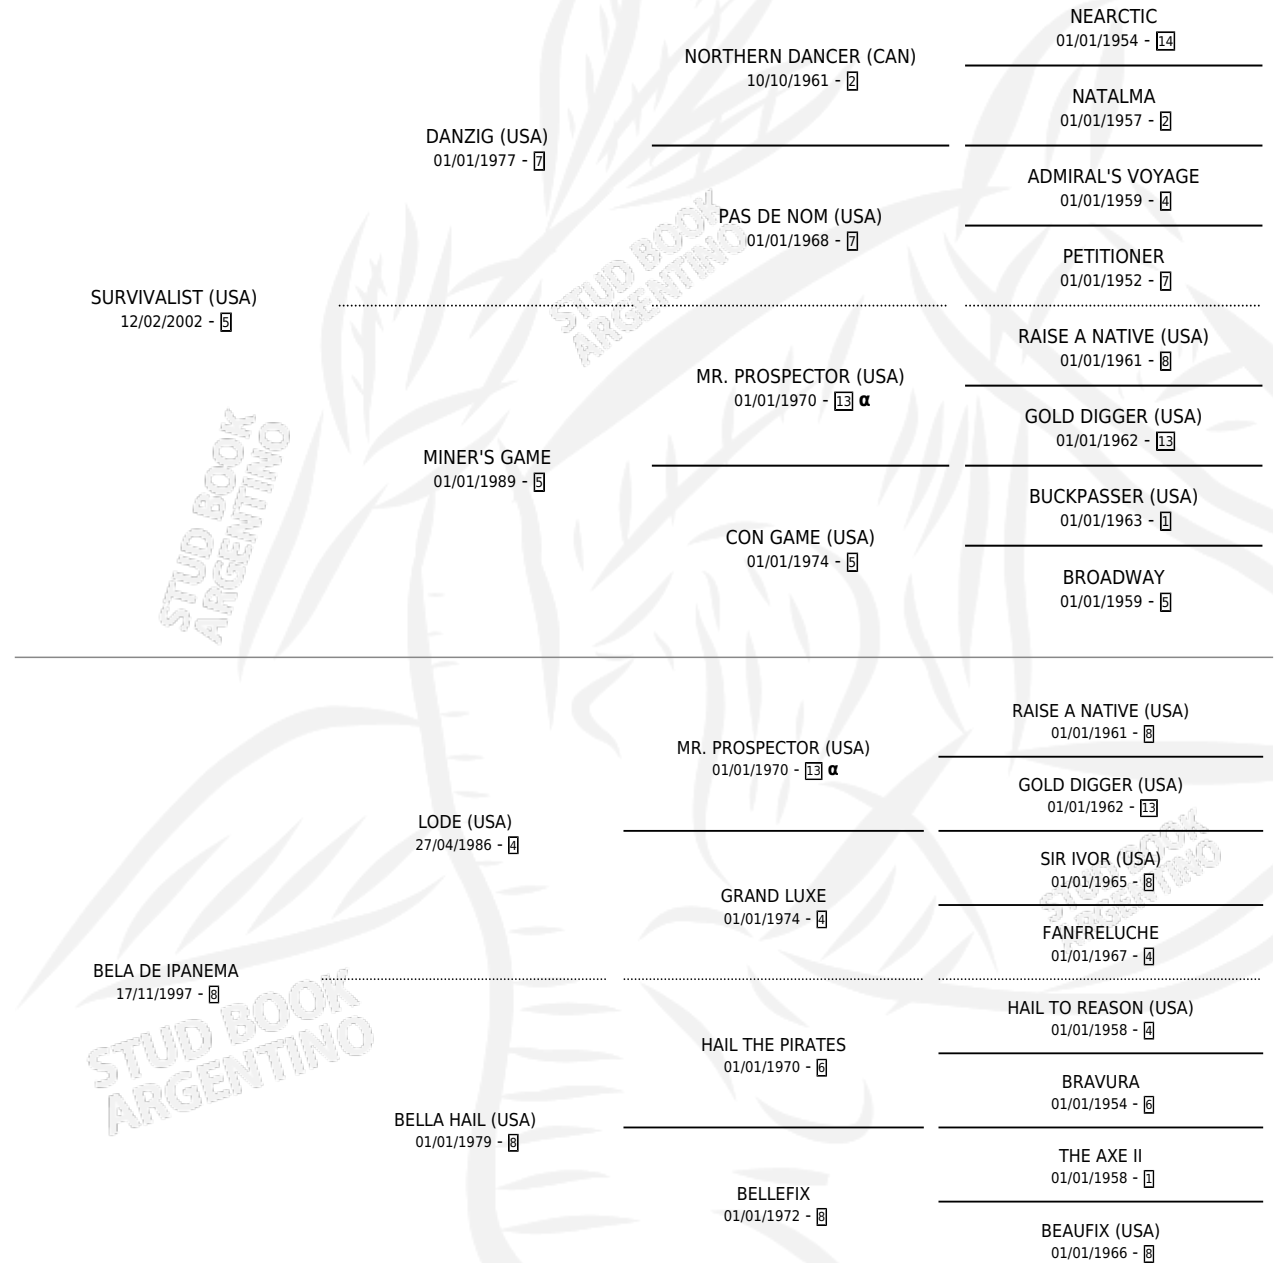 NEARCTIC
01/01/1954 - 14
NORTHERN DANCER (CAN)
10/10/1961 - 2
NATALMA
01/01/1957 - 2
DANZIG (USA)
01/01/1977 - 7
ADMIRAL'S VOYAGE
01/01/1959 - 4
PAS DE NOM (USA)
01/01/1968 - 7
PETITIONER
01/01/1952 - 7
SURVIVALIST (USA)
12/02/2002 - 5
STUD BOOK
ARGENTINO
RAISE A NATIVE (USA)
01/01/1961 - 8
MR. PROSPECTOR (USA)
01/01/1970 - 13 α
GOLD DIGGER (USA)
01/01/1962 - 13
MINER'S GAME
01/01/1989 - 5
STUD BOOK
ARGENTINO
BUCKPASSER (USA)
01/01/1963 - 1
CON GAME (USA)
01/01/1974 - 5
BROADWAY
01/01/1959 - 5
RAISE A NATIVE (USA)
01/01/1961 - 8
MR. PROSPECTOR (USA)
01/01/1970 - 13 α
GOLD DIGGER (USA)
01/01/1962 - 13
LODE (USA)
27/04/1986 - 4
SIR IVOR (USA)
01/01/1965 - 8
STUD BOOK
ARGENTINO
GRAND LUXE
01/01/1974 - 4
FANFRELUCHE
01/01/1967 - 4
BELA DE IPANEMA
17/11/1997 - 8
STUD BOOK
ARGENTINO
HAIL TO REASON (USA)
01/01/1958 - 4
HAIL THE PIRATES
01/01/1970 - 6
BRAVURA
01/01/1954 - 6
BELLA HAIL (USA)
01/01/1979 - 8
THE AXE II
01/01/1958 - 1
BELLEFIX
01/01/1972 - 8
BEAUFIX (USA)
01/01/1966 - 8